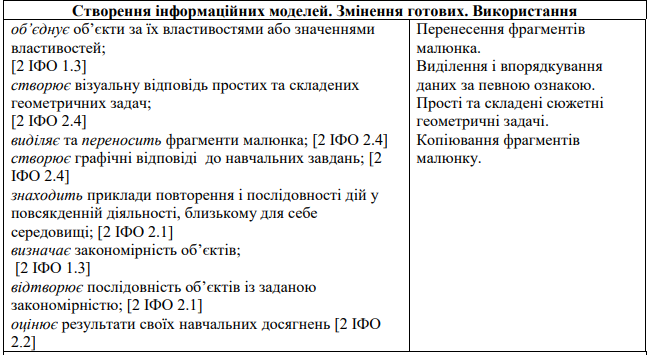 Створення інформаційних моделей. Змінення готових. Використання
об’єднує об’єкти за їх властивостями або значеннями
властивостей;
[2 ІФО 1.3]
створює візуальну відповідь простих та складених
геометричних задач;
[2 ІФО 2.4]
виділяє та переносить фрагменти малюнка; [2 ІФО 2.4]
створює графічні відповіді до навчальних завдань; [2
ІФО 2.4]
знаходить приклади повторення і послідовності дій у
повсякденній діяльності, близькому для себе
середовищі; [2 ІФО 2.1]
визначає закономірність об’єктів;
[2 ІФО 1.3]
відтворює послідовність об’єктів із заданою
закономірністю; [2 ІФО 2.1]
оцінює результати своїх навчальних досягнень [2 ІФО
2.2]
Перенесення фрагментів
малюнка.
Виділення і впорядкування
даних за певною ознакою.
Прості та складені сюжетні
геометричні задачі.
Копіювання фрагментів
малюнку.